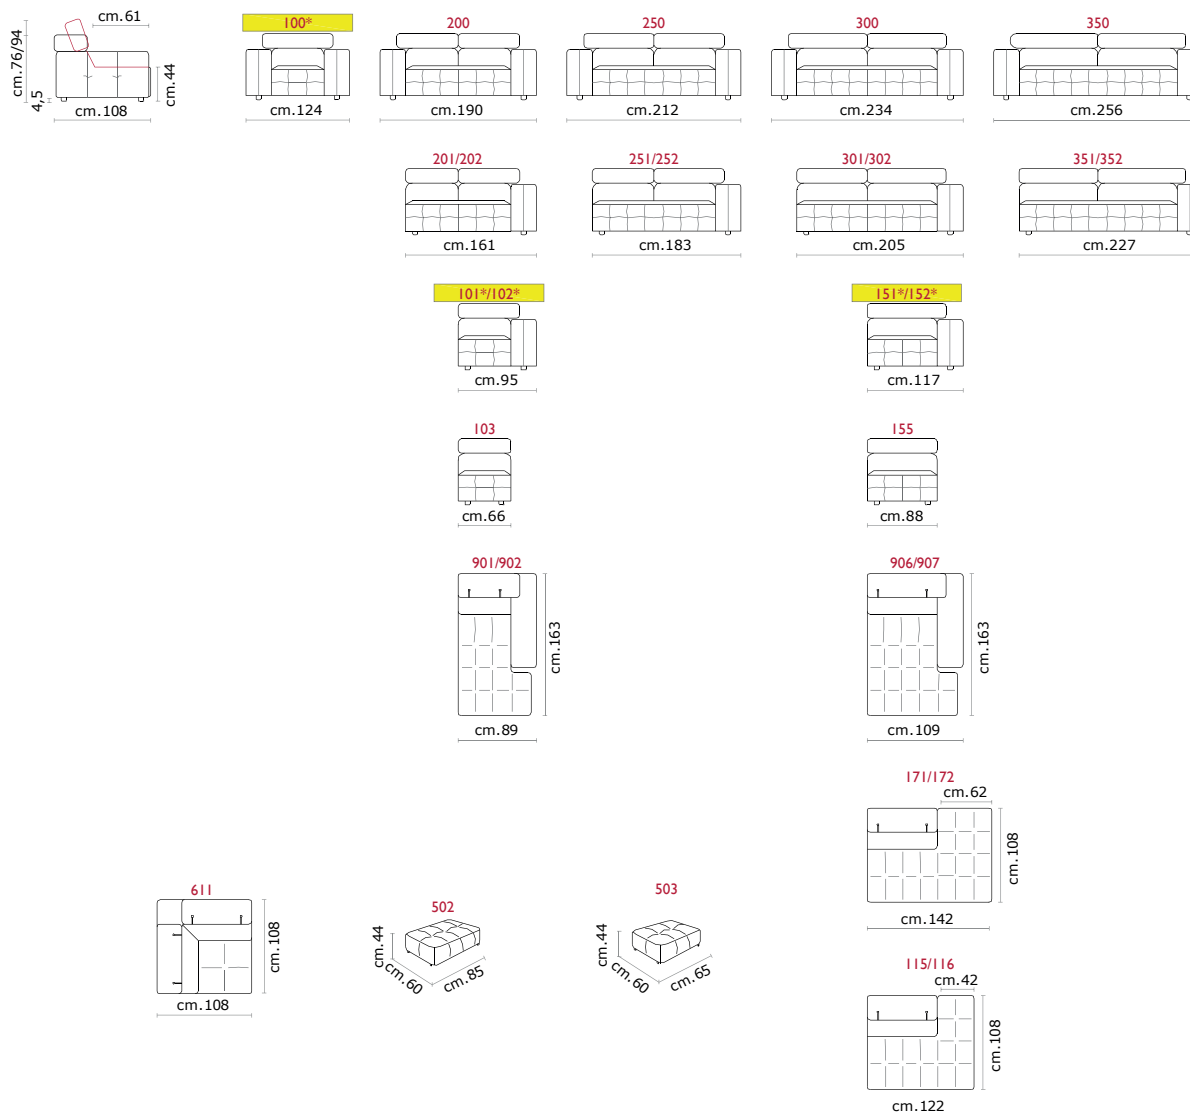 cm.61
100*
200
250
300
350
cm.76/94
cm.44
4,5
cm.108
cm.124
cm.190
cm.212
cm.234
cm.256
201/202
251/252
301/302
351/352
cm.161
cm.183
cm.205
cm.227
101*/102*
151*/152*
cm.95
cm.117
103
155
cm.66
cm.88
901/902
906/907
cm.163
cm.163
cm.89
cm.109
171/172
cm.62
cm.108
cm.142
611
502
503
cm.108
cm.44
cm.60
cm.85
cm.44
cm.60
cm.65
cm.108
115/116
cm.42
cm.108
cm.122